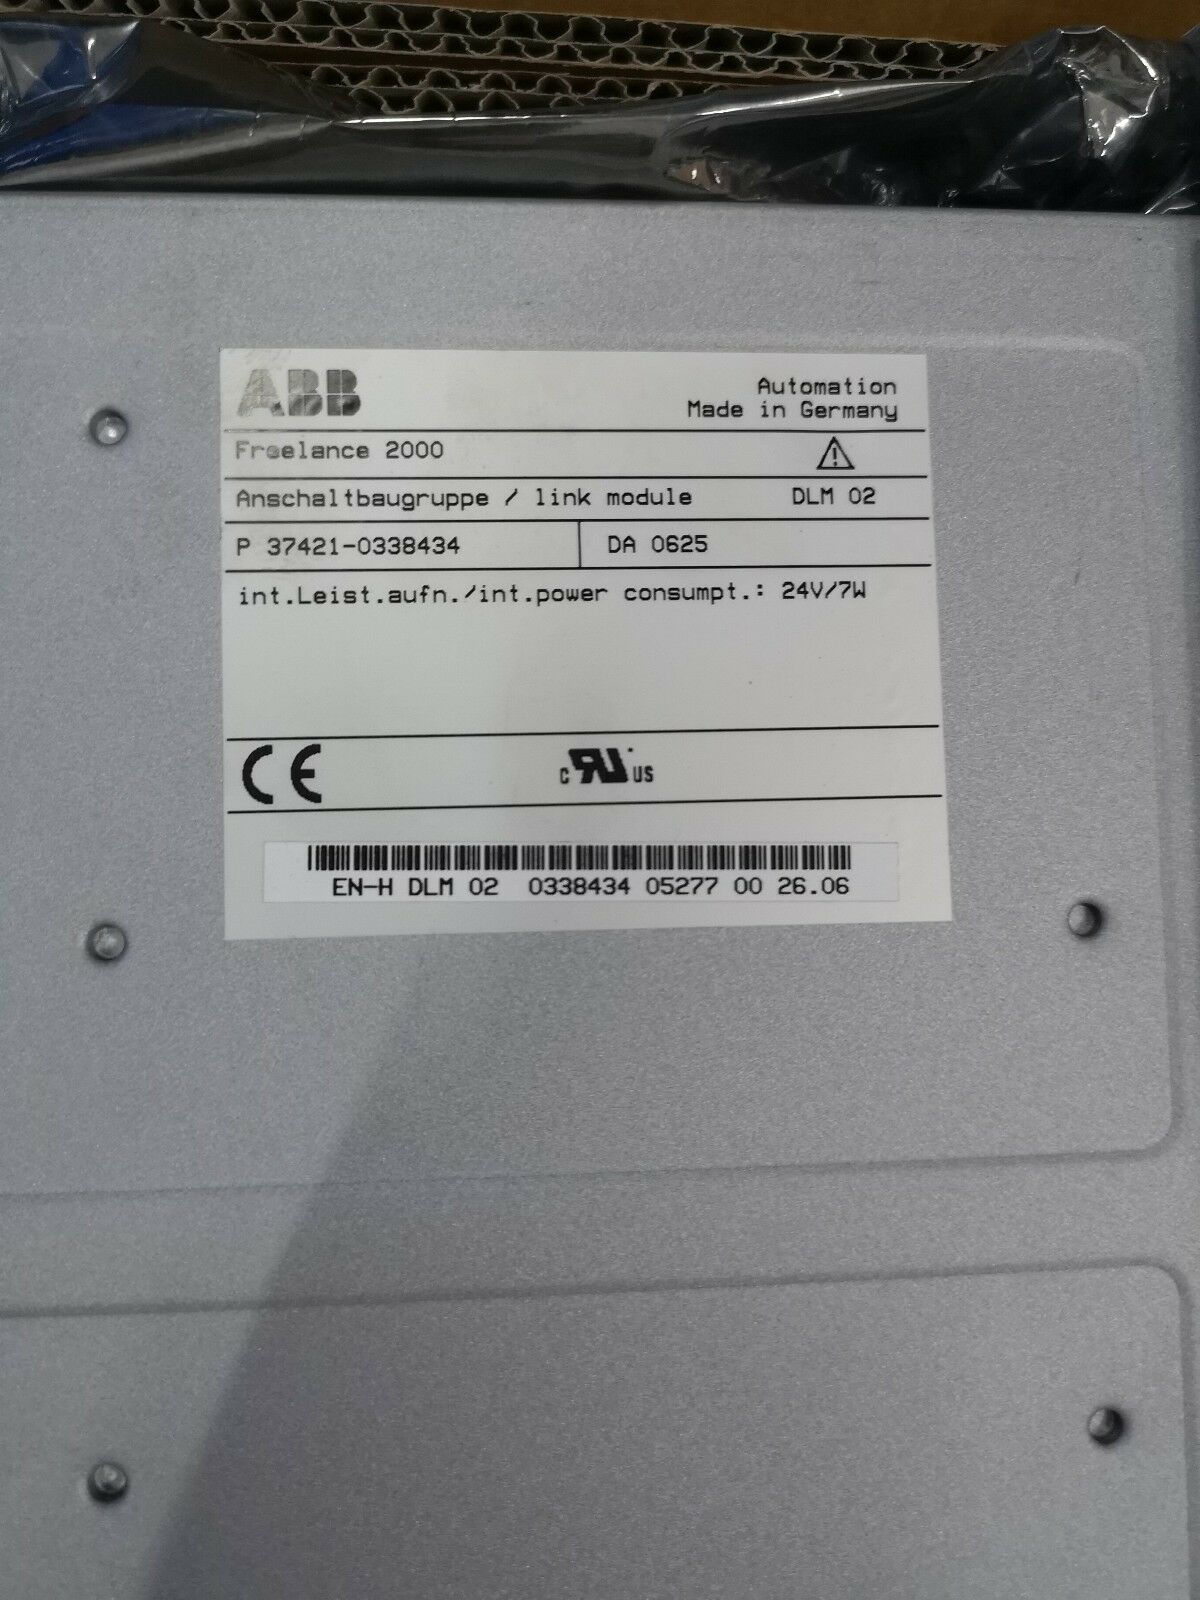 ABB
Automation
Made in Germany
Freelance 2000
Anschaltbaugruppe / link module DLM 02
P 37421-0338434 DA 0625
int.Leist.aufn./int.power consumpt.: 24V/7W
CE c RU US
EN-H DLM 02 0338434 05277 00 26.06